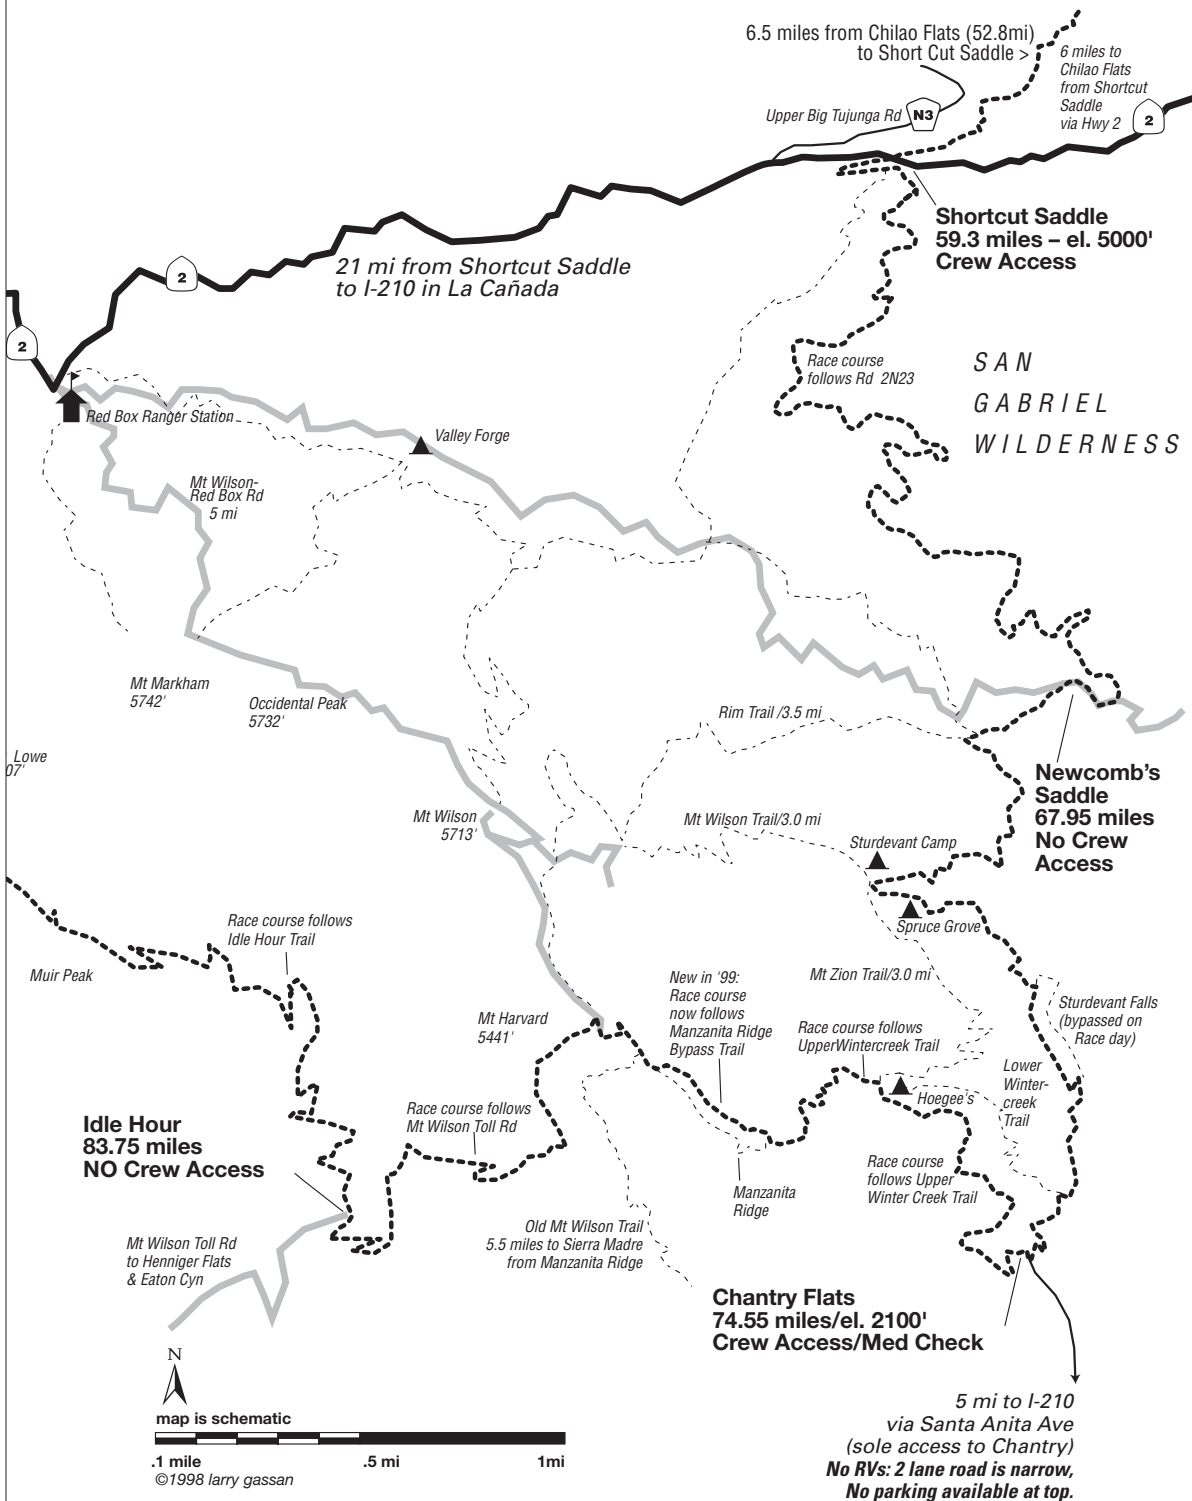 6.5 miles from Chilao Flats (52.8mi)
to Short Cut Saddle >
6 miles to
Chilao Flats
from Shortcut
Saddle
via Hwy 2
Upper Big Tujunga Rd
N3
2
Shortcut Saddle
59.3 miles – el. 5000'
Crew Access
2
21 mi from Shortcut Saddle
to I-210 in La Cañada
2
Race course
follows Rd 2N23
SAN
GABRIEL
WILDERNESS
Red Box Ranger Station
Valley Forge
Mt Wilson-
Red Box Rd
5 mi
Mt Markham
5742'
Occidental Peak
5732'
Rim Trail /3.5 mi
Lowe
07'
Newcomb's
Saddle
67.95 miles
No Crew
Access
Mt Wilson
5713'
Mt Wilson Trail/3.0 mi
Sturdevant Camp
Spruce Grove
Race course follows
Idle Hour Trail
Muir Peak
Mt Zion Trail/3.0 mi
New in '99:
Race course
now follows
Manzanita Ridge
Bypass Trail
Sturdevant Falls
(bypassed on
Race day)
Mt Harvard
5441'
Race course follows
UpperWintercreek Trail
Lower
Winter-
creek
Trail
Hoegee's
Idle Hour
83.75 miles
NO Crew Access
Race course follows
Mt Wilson Toll Rd
Race course
follows Upper
Winter Creek Trail
Manzanita
Ridge
Mt Wilson Toll Rd
to Henniger Flats
& Eaton Cyn
Old Mt Wilson Trail
5.5 miles to Sierra Madre
from Manzanita Ridge
Chantry Flats
74.55 miles/el. 2100'
Crew Access/Med Check
N
map is schematic
.1 mile .5 mi 1mi
©1998 larry gassan
5 mi to I-210
via Santa Anita Ave
(sole access to Chantry)
No RVs: 2 lane road is narrow,
No parking available at top.